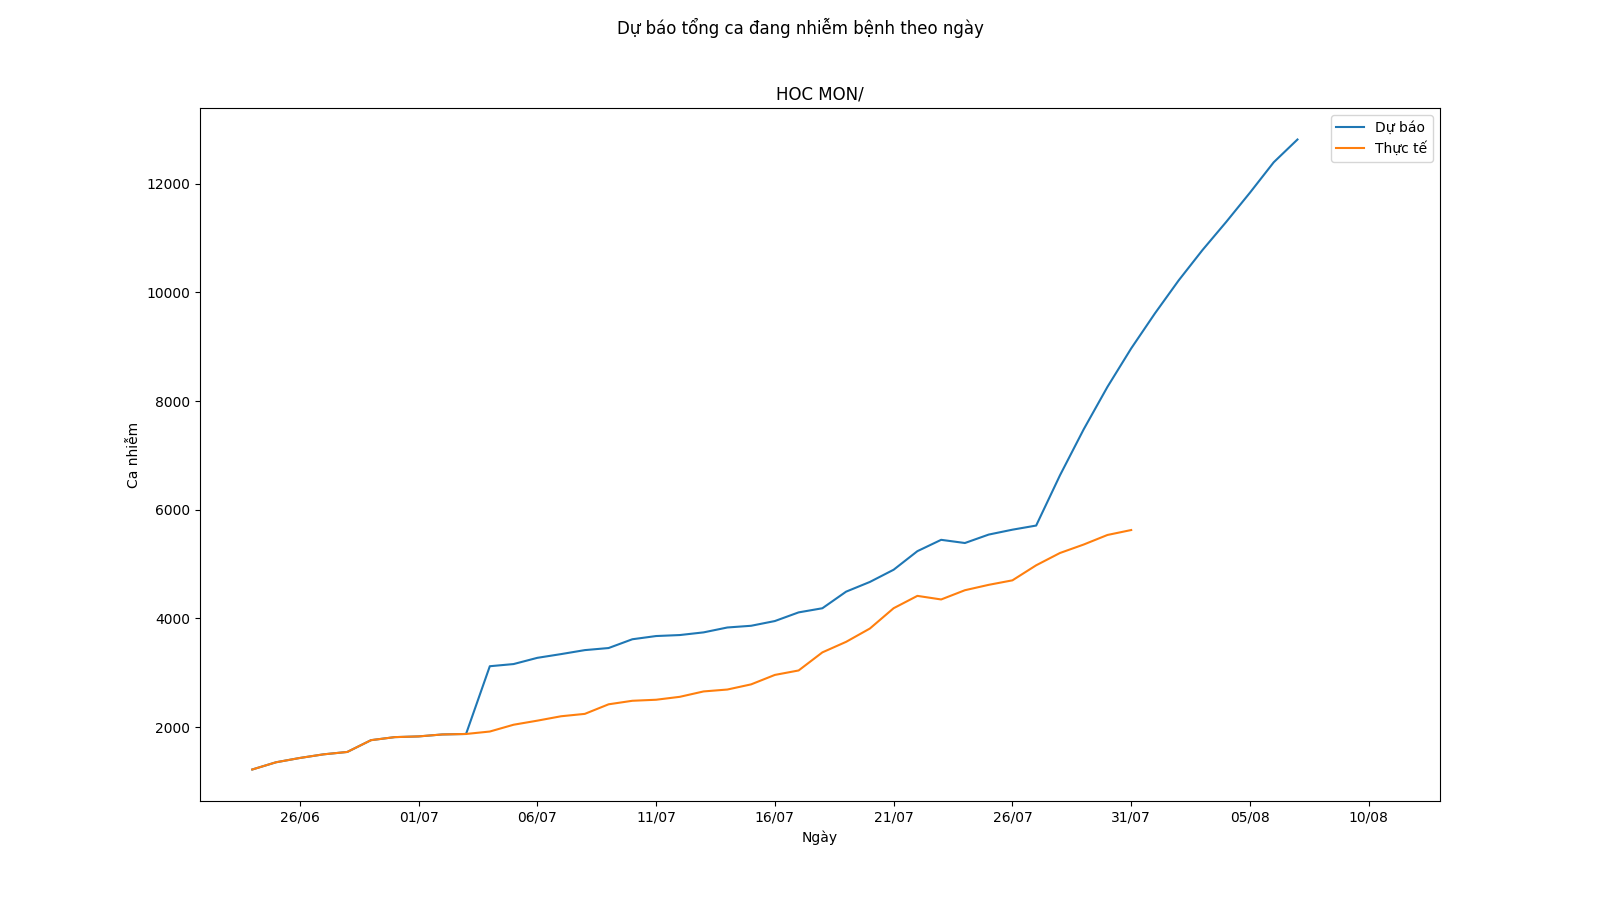 Dự báo tổng ca đang nhiễm bệnh theo ngày
HOC MON/
Dự báo
Thực tế
12000
10000
8000
6000
4000
2000
Ca nhiễm
26/06
01/07
06/07
11/07
16/07
21/07
26/07
31/07
05/08
10/08
Ngày